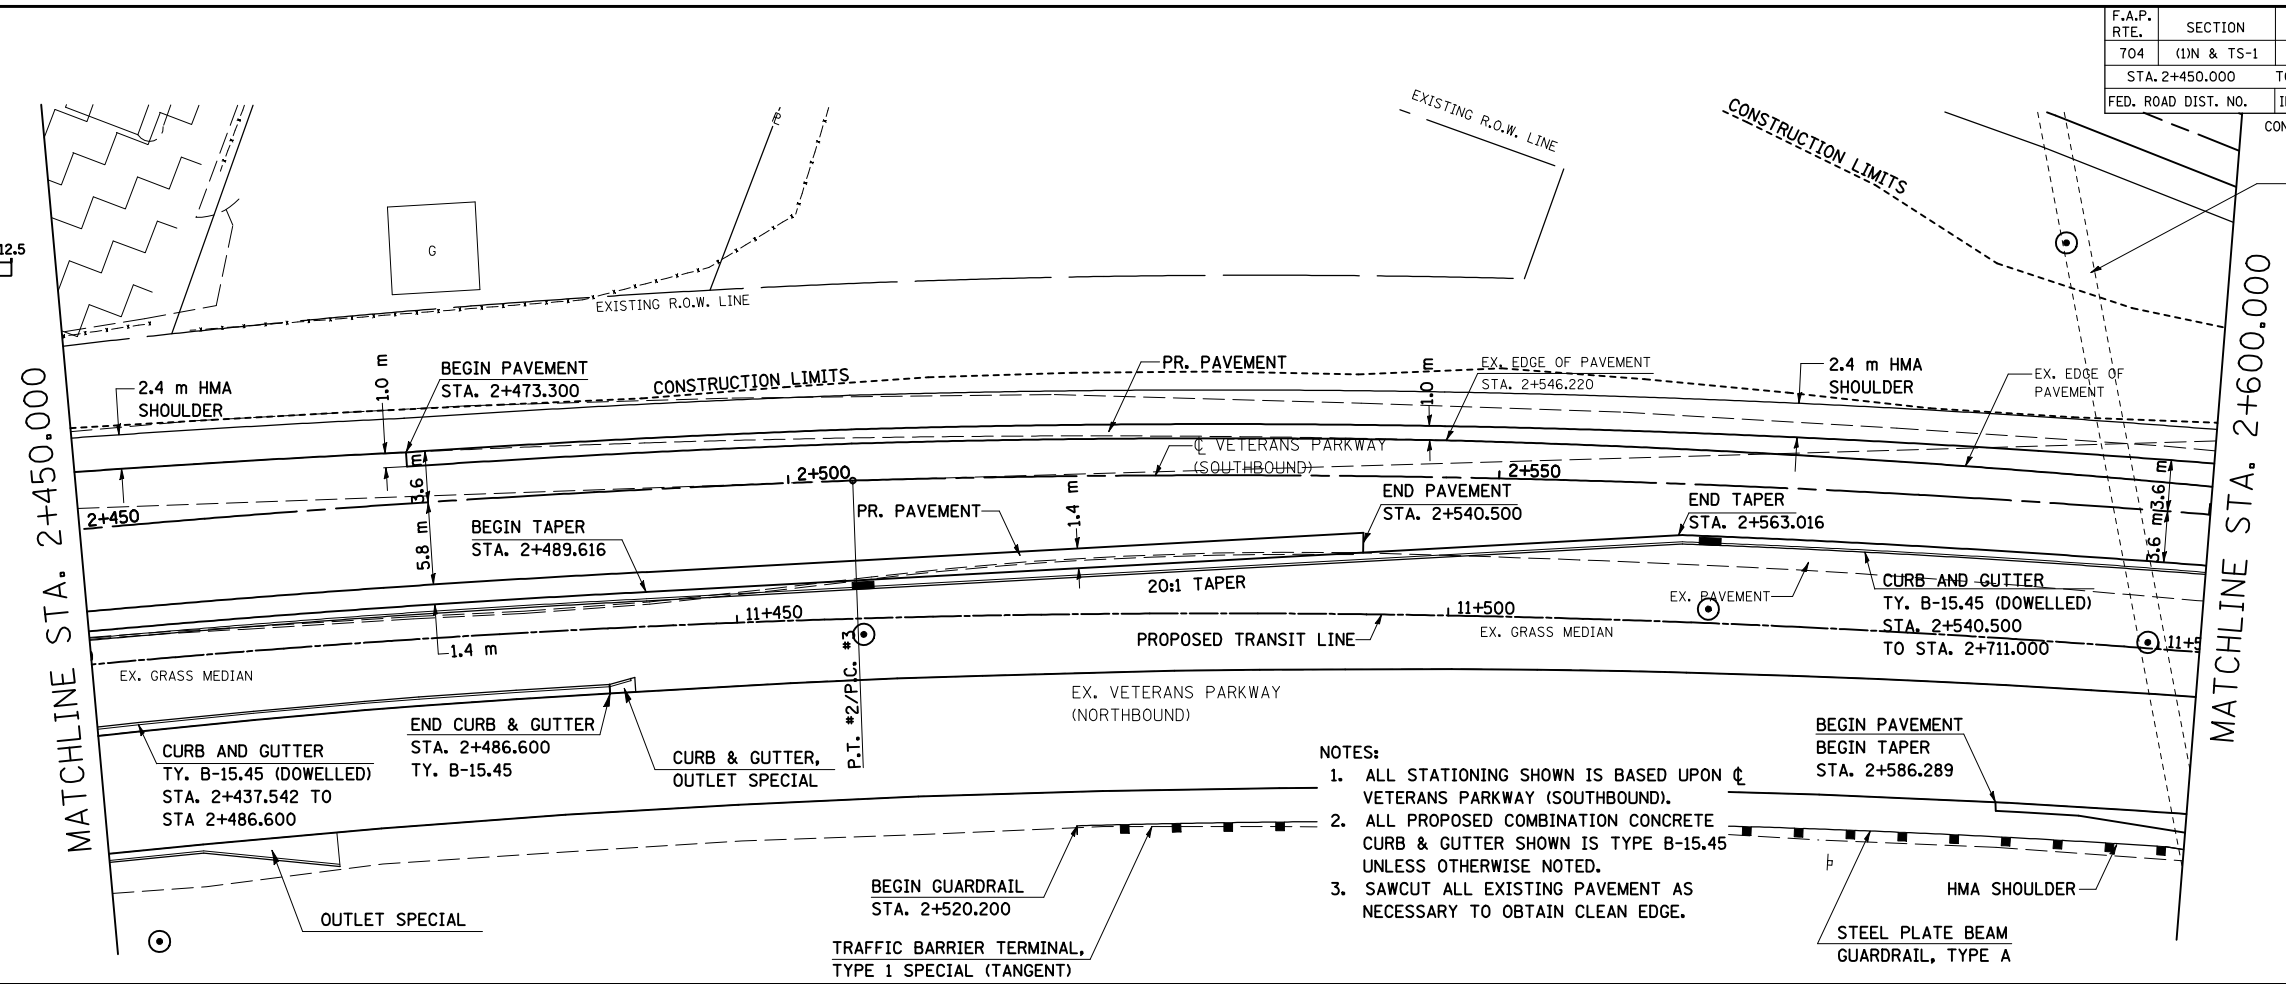 F.A.P.
RTE.
SECTION
704
(1)N & TS-1
STA. 2+450.000
FED. ROAD DIST. NO.
12.5
MATCHLINE STA. 2+450.000
G
EXISTING R.O.W. LINE
EXISTING R.O.W. LINE
CONSTRUCTION LIMITS
MATCHLINE STA. 2+600.000
2.4 m HMA
SHOULDER
1.0 m
BEGIN PAVEMENT
STA. 2+473.300
CONSTRUCTION LIMITS
PR. PAVEMENT
1.0 m
EX. EDGE OF PAVEMENT
STA. 2+546.220
2.4 m HMA
SHOULDER
EX. EDGE OF
PAVEMENT
℄ VETERANS PARKWAY
(SOUTHBOUND)
2+450
3.6 m
5.8 m
2+500
2+550
3.6 m
3.6 m
BEGIN TAPER
STA. 2+489.616
PR. PAVEMENT
1.4 m
END PAVEMENT
STA. 2+540.500
END TAPER
STA. 2+563.016
20:1 TAPER
11+450
11+500
EX. PAVEMENT
CURB AND GUTTER
TY. B-15.45 (DOWELLED)
STA. 2+540.500
TO STA. 2+711.000
1.4 m
PROPOSED TRANSIT LINE
EX. GRASS MEDIAN
EX. GRASS MEDIAN
P.T. #2/P.C. #3
EX. VETERANS PARKWAY
(NORTHBOUND)
CURB AND GUTTER
TY. B-15.45 (DOWELLED)
STA. 2+437.542 TO
STA 2+486.600
END CURB & GUTTER
STA. 2+486.600
TY. B-15.45
CURB & GUTTER,
OUTLET SPECIAL
BEGIN PAVEMENT
BEGIN TAPER
STA. 2+586.289
NOTES:
1. ALL STATIONING SHOWN IS BASED UPON ℄
VETERANS PARKWAY (SOUTHBOUND).
2. ALL PROPOSED COMBINATION CONCRETE
CURB & GUTTER SHOWN IS TYPE B-15.45
UNLESS OTHERWISE NOTED.
3. SAWCUT ALL EXISTING PAVEMENT AS
NECESSARY TO OBTAIN CLEAN EDGE.
OUTLET SPECIAL
BEGIN GUARDRAIL
STA. 2+520.200
TRAFFIC BARRIER TERMINAL,
TYPE 1 SPECIAL (TANGENT)
HMA SHOULDER
STEEL PLATE BEAM
GUARDRAIL, TYPE A